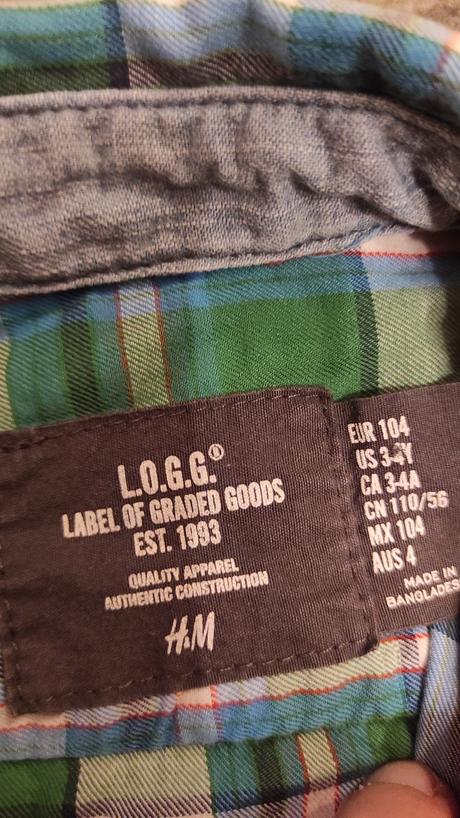 L.O.G.G.®
LABEL OF GRADED GOODS
EST. 1993
QUALITY APPAREL
AUTHENTIC CONSTRUCTION
H&M
EUR 104
US 3-4Y
CA 3-4A
CN 110/56
MX 104
AUS 4
MADE IN
BANGLADES